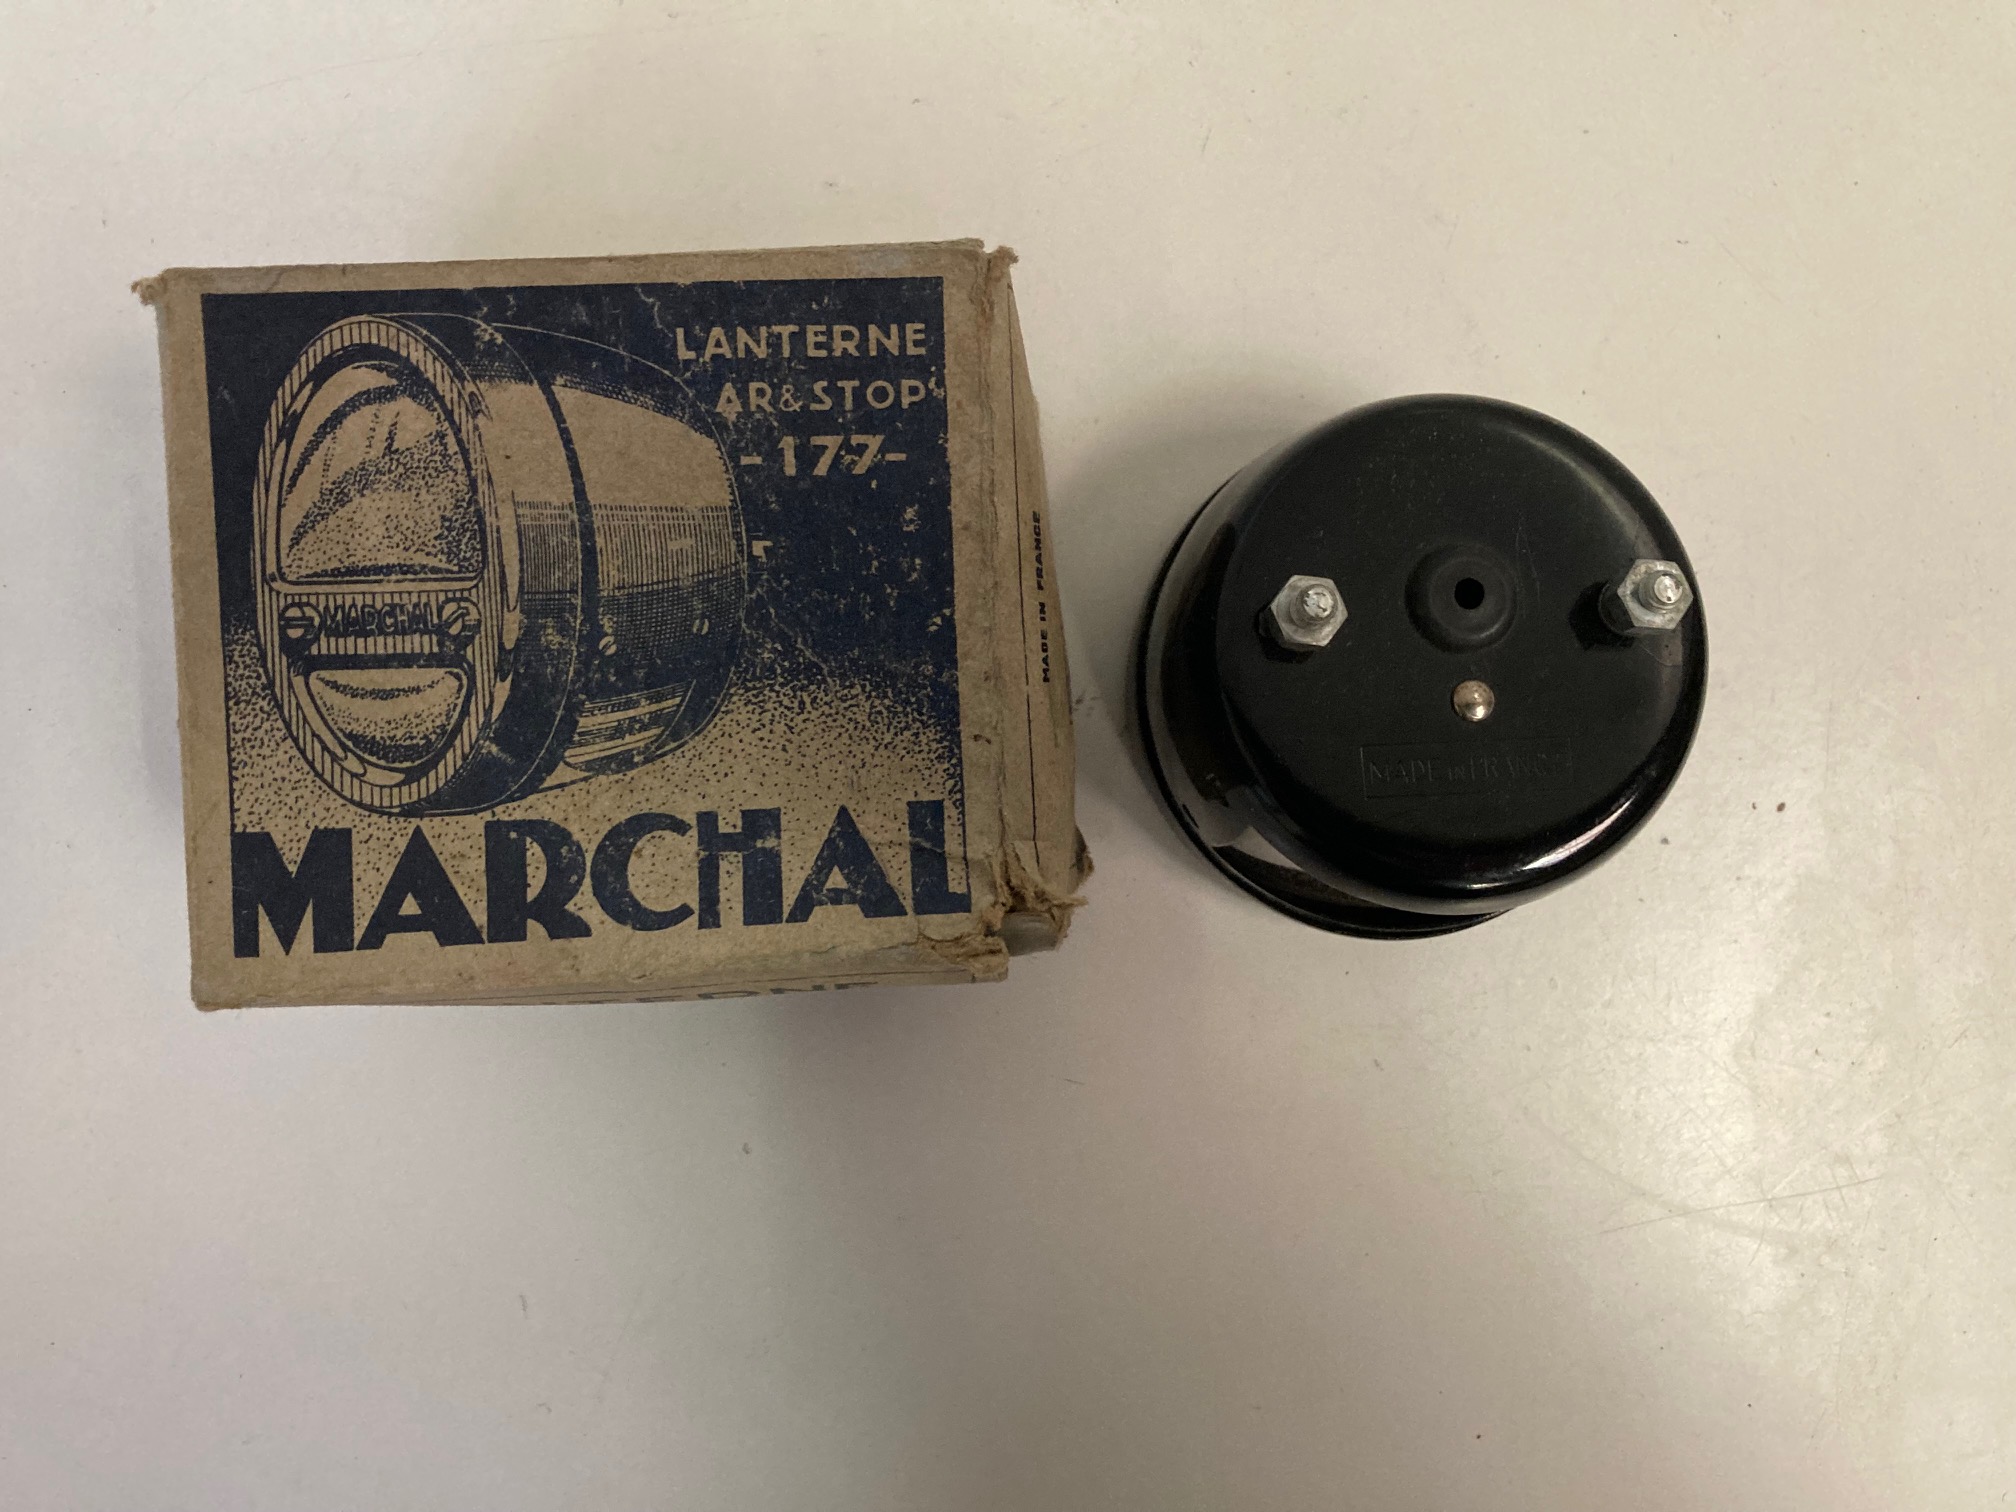 LANTERNE
AR&STOP
-177-
MARCHAL
MARCHAL
MADE IN FRANCE
MADE IN FRANCE